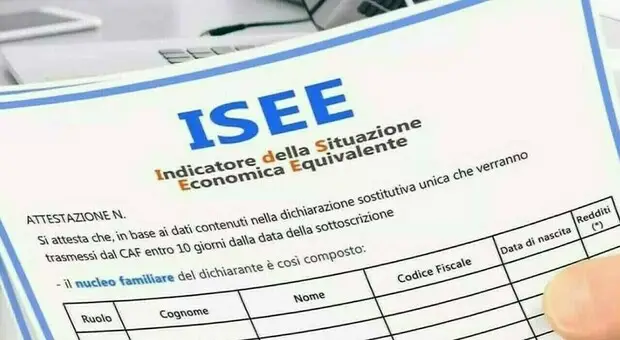 ISEE
Indicatore della Situazione
Economica Equivalente
ATTESTAZIONE N.
Si attesta che, in base ai dati contenuti nella dichiarazione sostitutiva unica che verranno
trasmessi dal CAF entro 10 giorni dalla data della sottoscrizione
- il nucleo familiare del dichiarante è così composto:
Ruolo Cognome Nome Codice Fiscale Data di nascita Redditi
(*)